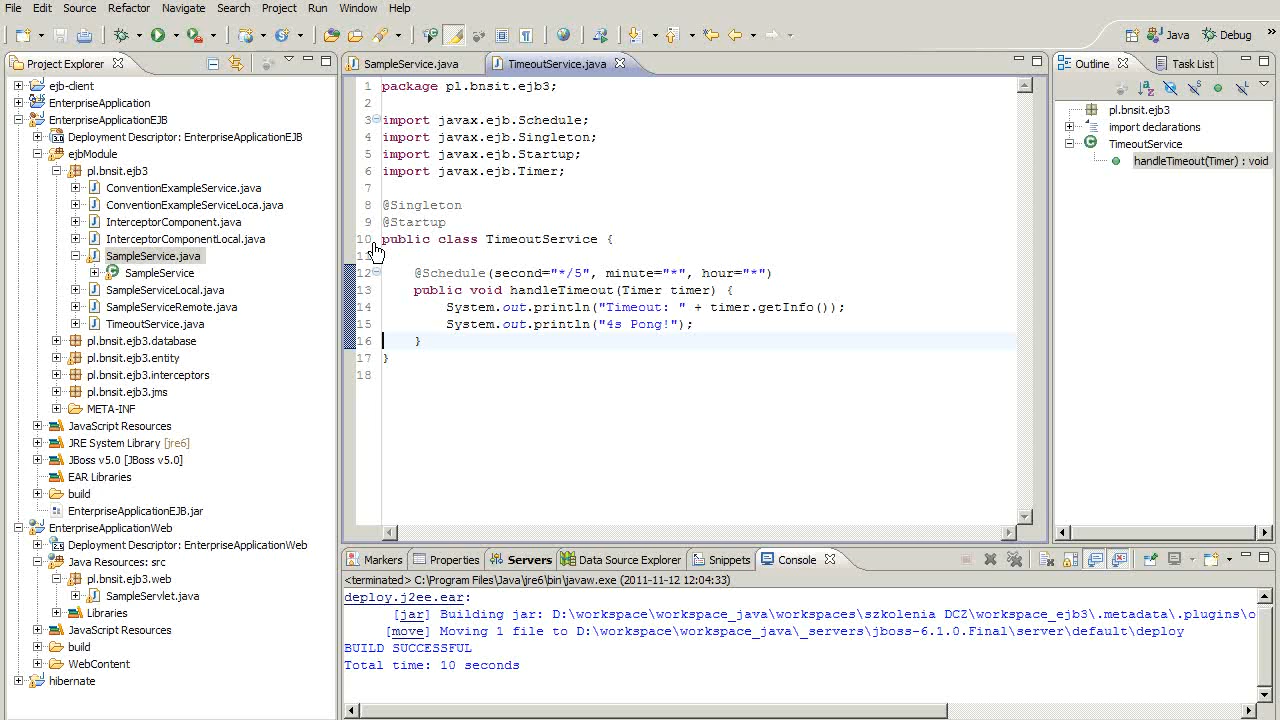 File Edit Source Refactor Navigate Search Project Run Window Help
Java Debug
Project Explorer
ejb-client
EnterpriseApplication
EnterpriseApplicationEJB
Deployment Descriptor: EnterpriseApplicationEJB
ejbModule
pl.bnsit.ejb3
ConventionExampleService.java
ConventionExampleServiceLoca.java
InterceptorComponent.java
InterceptorComponentLocal.java
SampleService.java
SampleService
SampleServiceLocal.java
SampleServiceRemote.java
TimeoutService.java
pl.bnsit.ejb3.database
pl.bnsit.ejb3.entity
pl.bnsit.ejb3.interceptors
pl.bnsit.ejb3.jms
META-INF
JavaScript Resources
JRE System Library [jre6]
JBoss v5.0 [JBoss v5.0]
EAR Libraries
build
EnterpriseApplicationEJB.jar
EnterpriseApplicationWeb
Deployment Descriptor: EnterpriseApplicationWeb
Java Resources: src
pl.bnsit.ejb3.web
SampleServlet.java
Libraries
JavaScript Resources
build
WebContent
hibernate
SampleService.java TimeoutService.java
1 package pl.bnsit.ejb3;
2
3 import javax.ejb.Schedule;
4 import javax.ejb.Singleton;
5 import javax.ejb.Startup;
6 import javax.ejb.Timer;
7
8 @Singleton
9 @Startup
10 public class TimeoutService {
11
12 @Schedule(second="*/5", minute="*", hour="*")
13 public void handleTimeout(Timer timer) {
14 System.out.println("Timeout: " + timer.getInfo());
15 System.out.println("4s Pong!");
16 }
17 }
18
Outline Task List
pl.bnsit.ejb3
import declarations
TimeoutService
handleTimeout(Timer) : void
Markers Properties Servers Data Source Explorer Snippets Console
<terminated> C:\Program Files\Java\jre6\bin\javaw.exe (2011-11-12 12:04:33)
deploy.j2ee.ear:
[jar] Building jar: D:\workspace\workspace_java\workspaces\szkolenia DCZ\workspace_ejb3\.metadata\.plugins\o
[move] Moving 1 file to D:\workspace\workspace_java\_servers\jboss-6.1.0.Final\server\default\deploy
BUILD SUCCESSFUL
Total time: 10 seconds